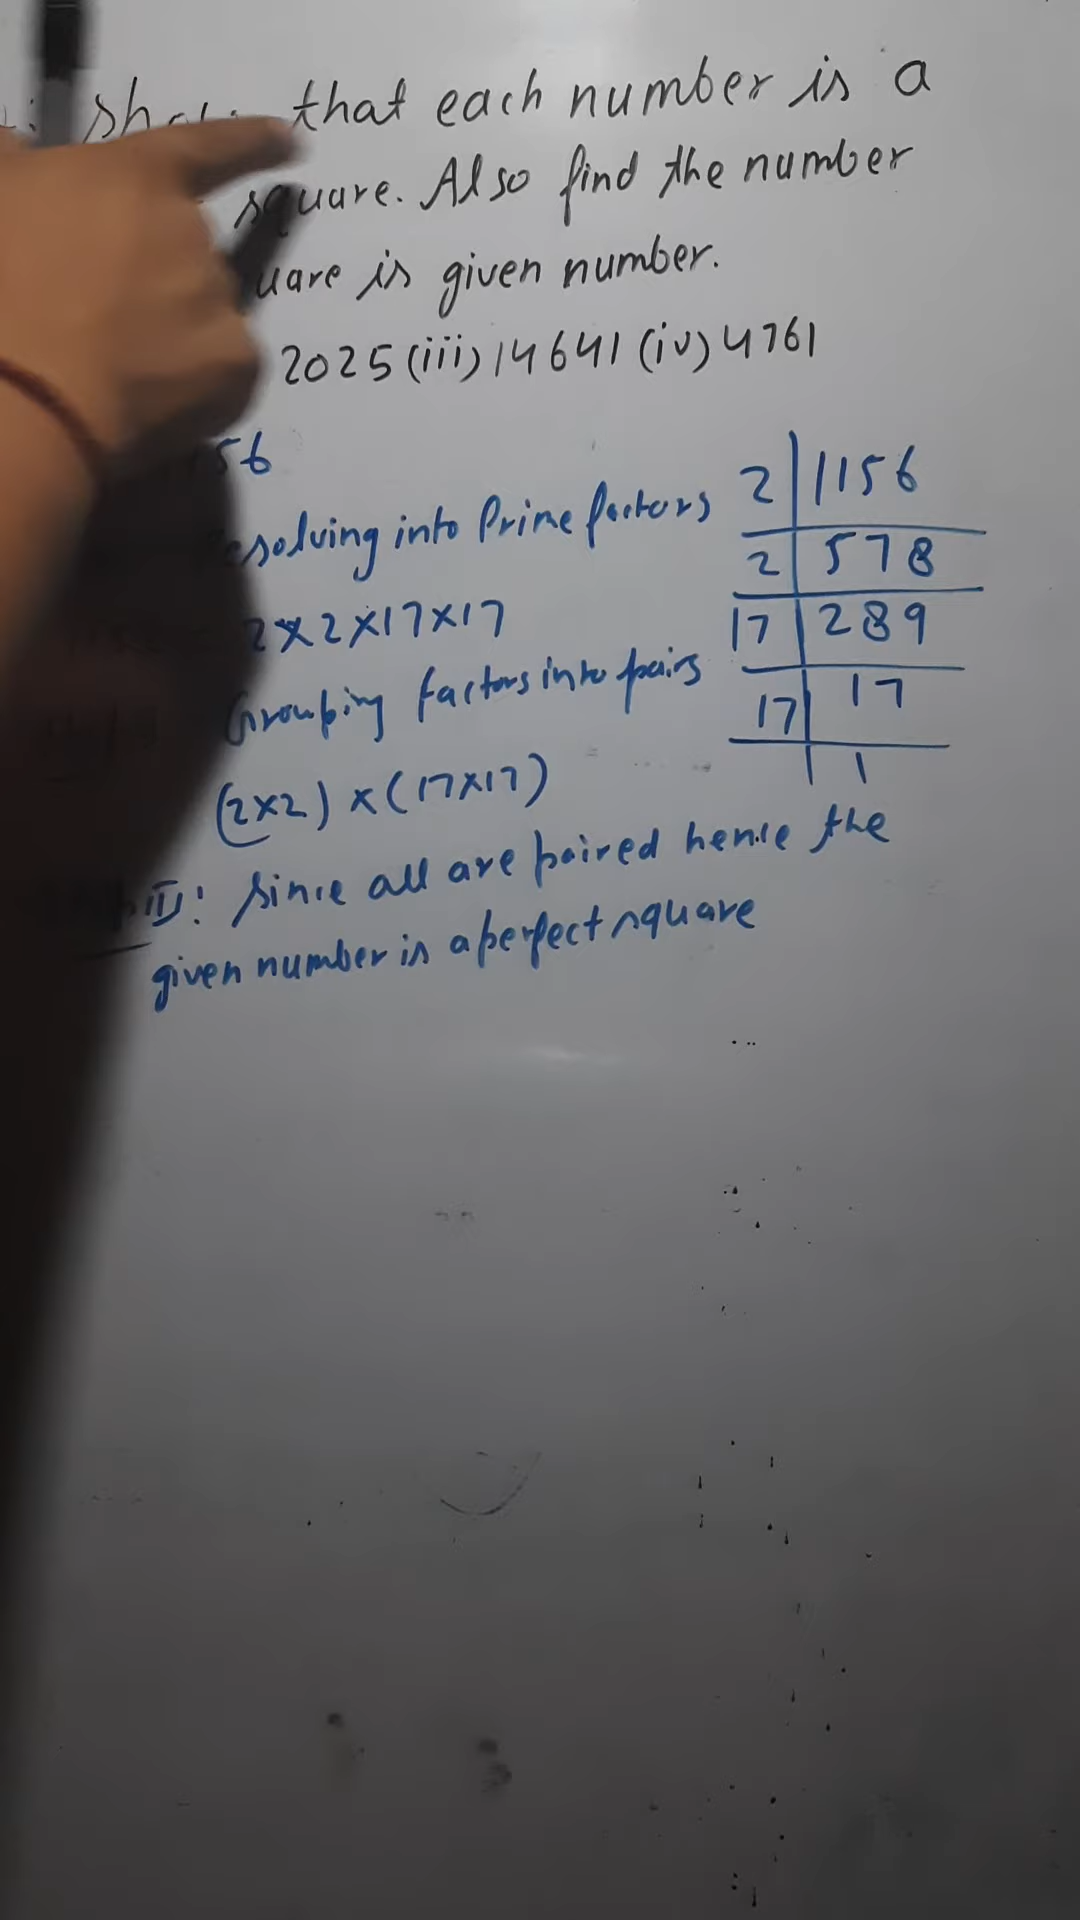 that each number is a
square. Also find the number
is given number.
2025 (iii) 14641 (iv) 4761
56
2 | 1156
into Prime factors
2 | 578
2×2×17×17
17 | 289
Grouping factors into pairs
17 | 17
1
(2×2) × (17×17)
since all are paired hence the
given number is a perfect square